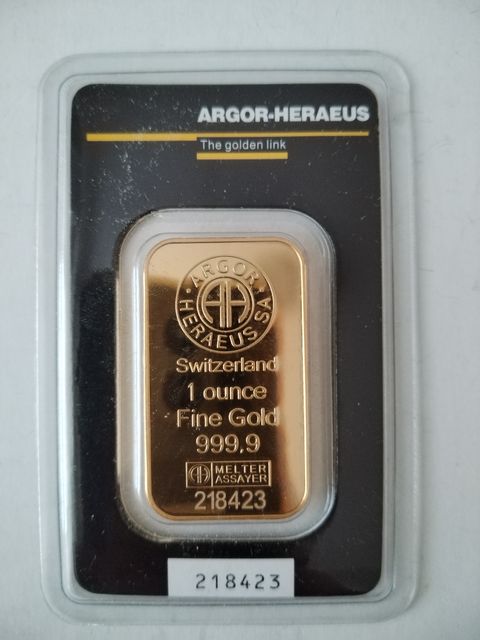 ARGOR-HERAEUS
The golden link
ARGOR
HERAEUS SA
Switzerland
1 ounce
Fine Gold
999,9
MELTER
ASSAYER
218423
218423